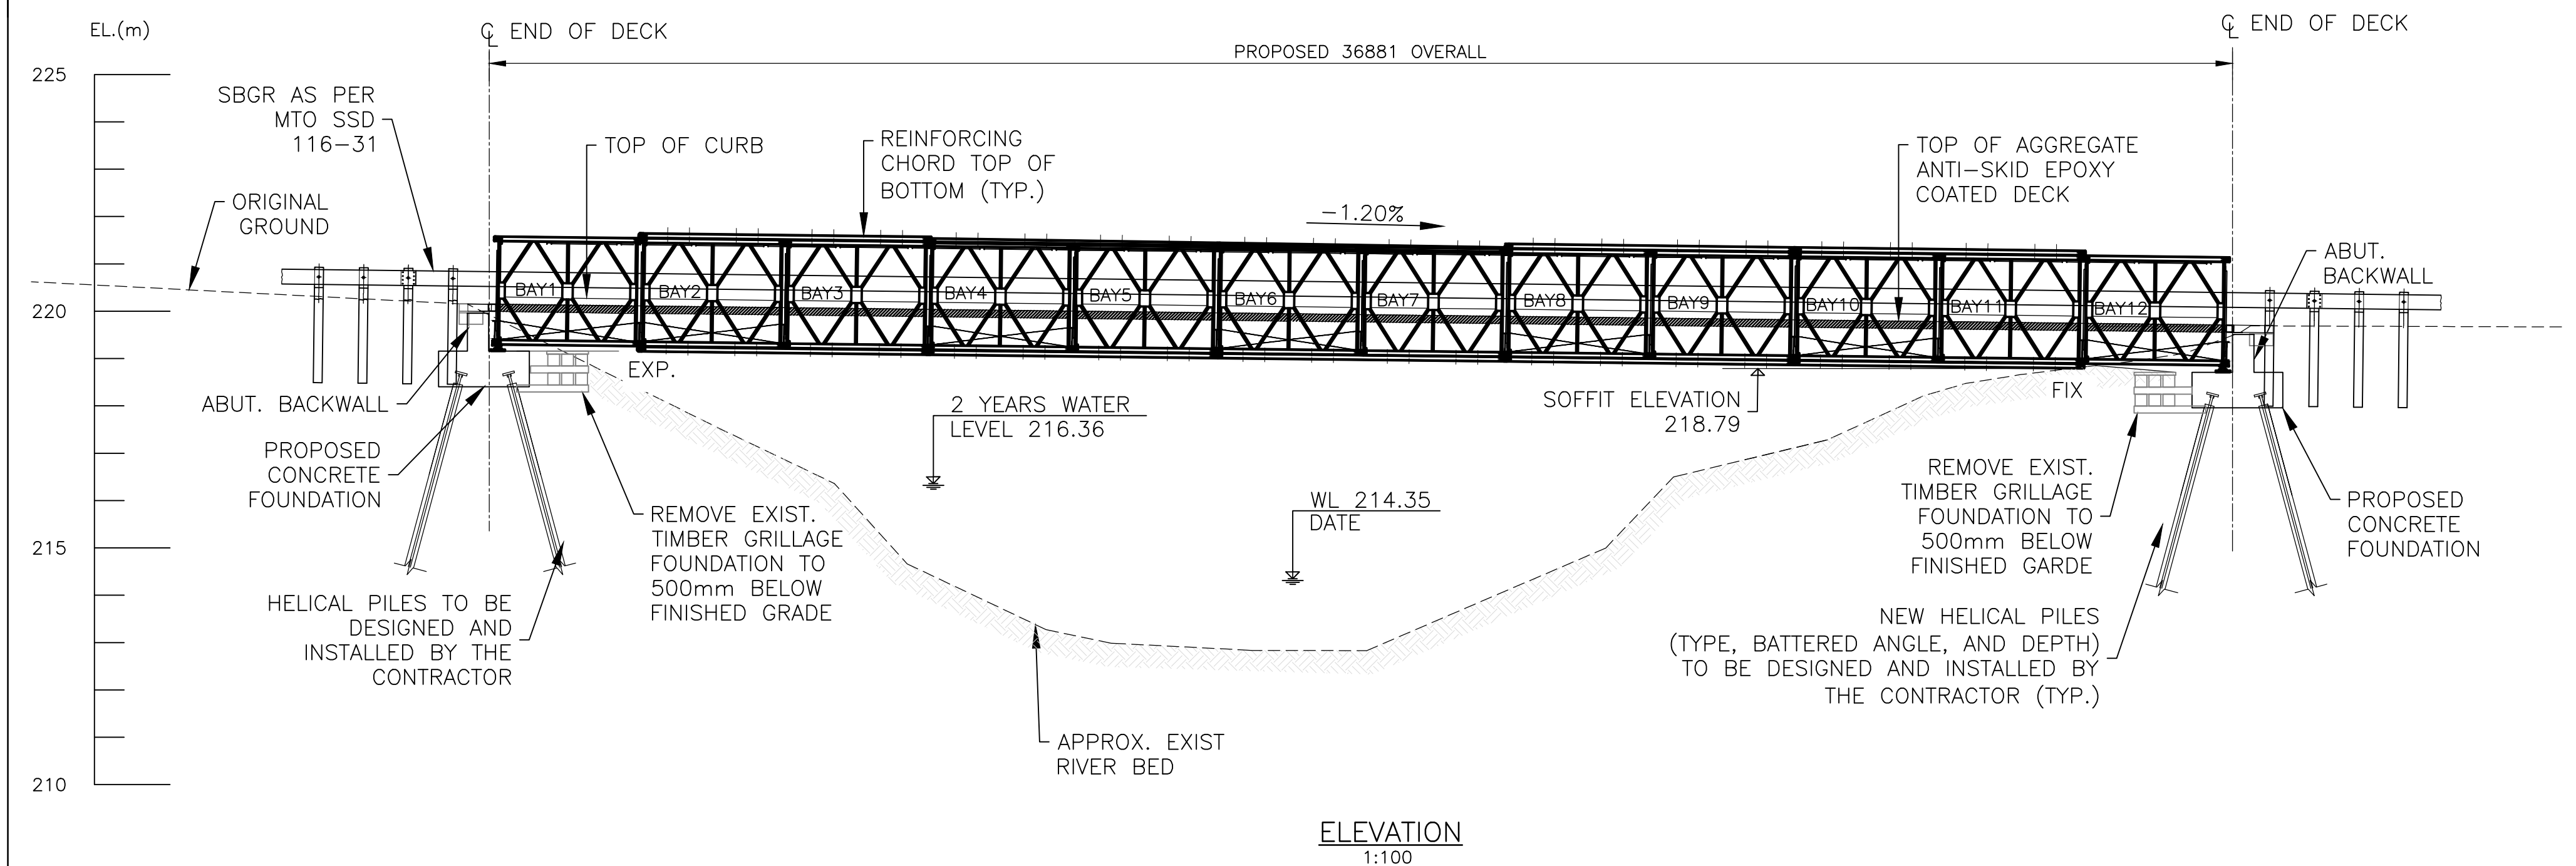 EL.(m)
℄ END OF DECK
℄ END OF DECK
PROPOSED 36881 OVERALL
225
220
215
210
SBGR AS PER
MTO SSD
116-31
TOP OF CURB
REINFORCING
CHORD TOP OF
BOTTOM (TYP.)
-1.20%
TOP OF AGGREGATE
ANTI-SKID EPOXY
COATED DECK
ORIGINAL
GROUND
ABUT.
BACKWALL
BAY1
BAY2
BAY3
BAY4
BAY5
BAY6
BAY7
BAY8
BAY9
BAY10
BAY11
BAY12
EXP.
FIX
ABUT. BACKWALL
2 YEARS WATER
LEVEL 216.36
SOFFIT ELEVATION
218.79
PROPOSED
CONCRETE
FOUNDATION
REMOVE EXIST.
TIMBER GRILLAGE
FOUNDATION TO
500mm BELOW
FINISHED GRADE
WL 214.35
DATE
REMOVE EXIST.
TIMBER GRILLAGE
FOUNDATION TO
500mm BELOW
FINISHED GARDE
PROPOSED
CONCRETE
FOUNDATION
HELICAL PILES TO BE
DESIGNED AND
INSTALLED BY THE
CONTRACTOR
NEW HELICAL PILES
(TYPE, BATTERED ANGLE, AND DEPTH)
TO BE DESIGNED AND INSTALLED BY
THE CONTRACTOR (TYP.)
APPROX. EXIST
RIVER BED
ELEVATION
1:100